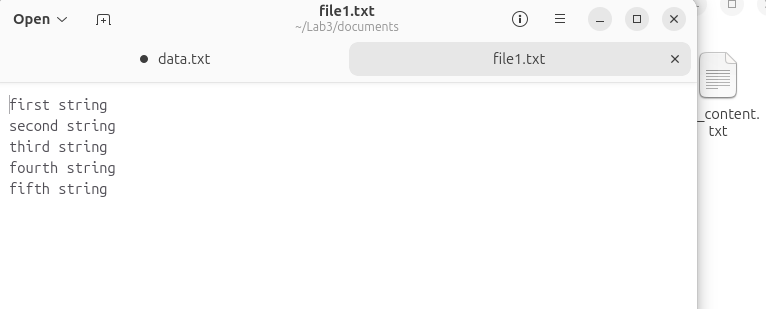 Open
file1.txt
~/Lab3/documents
data.txt
file1.txt
first string
second string
third string
fourth string
fifth string
_content.
txt